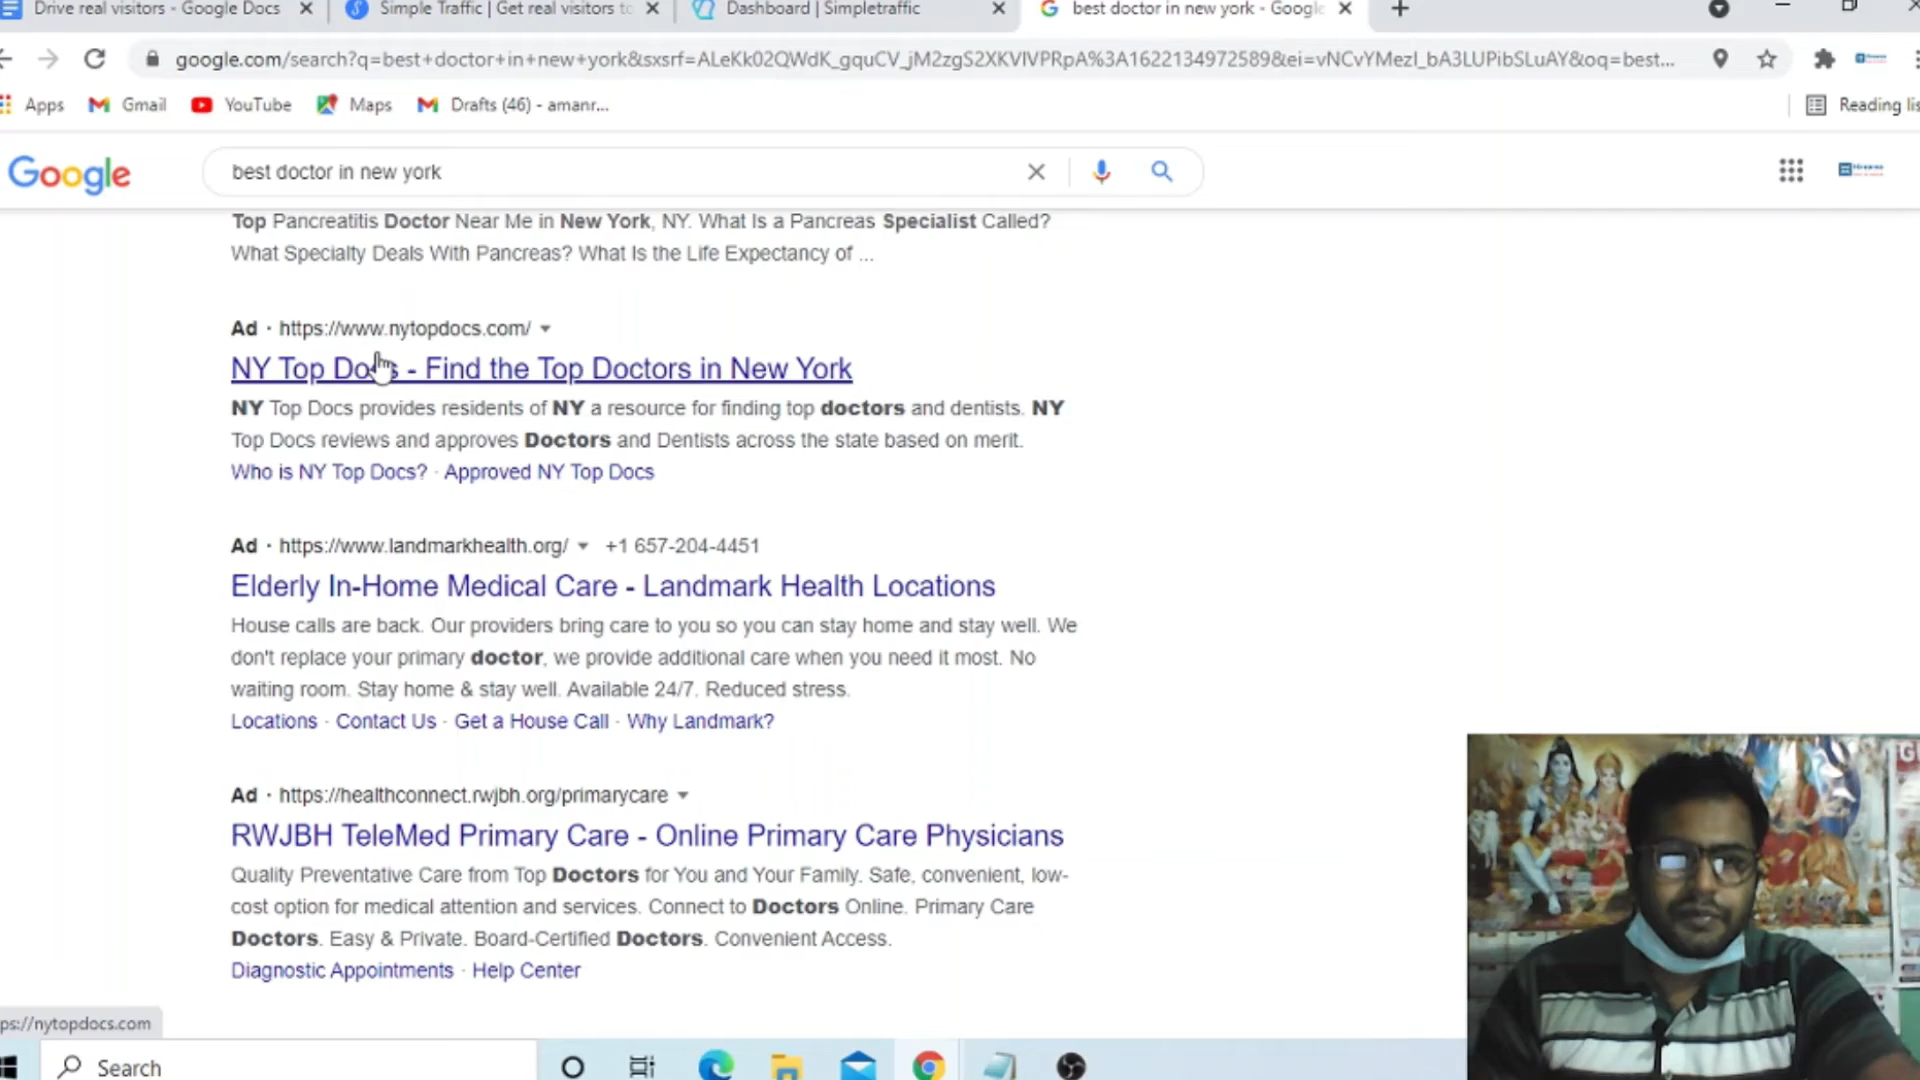 Drive real visitors - Google Docs
Simple Traffic | Get real visitors to
Dashboard | Simpletraffic
best doctor in new york - Google
google.com/search?q=best+doctor+in+new+york&sxsrf=ALeKk02QWdK_gquCV_jM2zgS2XKVIVPRpA%3A1622134972589&ei=vNCvYMezI_bA3LUPibSLuAY&oq=best...
Apps
Gmail
YouTube
Maps
Drafts (46) - amanr...
Reading lis
Google
best doctor in new york
Top Pancreatitis Doctor Near Me in New York, NY. What Is a Pancreas Specialist Called?
What Specialty Deals With Pancreas? What Is the Life Expectancy of ...
Ad · https://www.nytopdocs.com/
NY Top Docs - Find the Top Doctors in New York
NY Top Docs provides residents of NY a resource for finding top doctors and dentists. NY
Top Docs reviews and approves Doctors and Dentists across the state based on merit.
Who is NY Top Docs? · Approved NY Top Docs
Ad · https://www.landmarkhealth.org/ +1 657-204-4451
Elderly In-Home Medical Care - Landmark Health Locations
House calls are back. Our providers bring care to you so you can stay home and stay well. We
don't replace your primary doctor, we provide additional care when you need it most. No
waiting room. Stay home & stay well. Available 24/7. Reduced stress.
Locations · Contact Us · Get a House Call · Why Landmark?
Ad · https://healthconnect.rwjbh.org/primarycare
RWJBH TeleMed Primary Care - Online Primary Care Physicians
Quality Preventative Care from Top Doctors for You and Your Family. Safe, convenient, low-
cost option for medical attention and services. Connect to Doctors Online. Primary Care
Doctors. Easy & Private. Board-Certified Doctors. Convenient Access.
Diagnostic Appointments · Help Center
ps://nytopdocs.com
Search